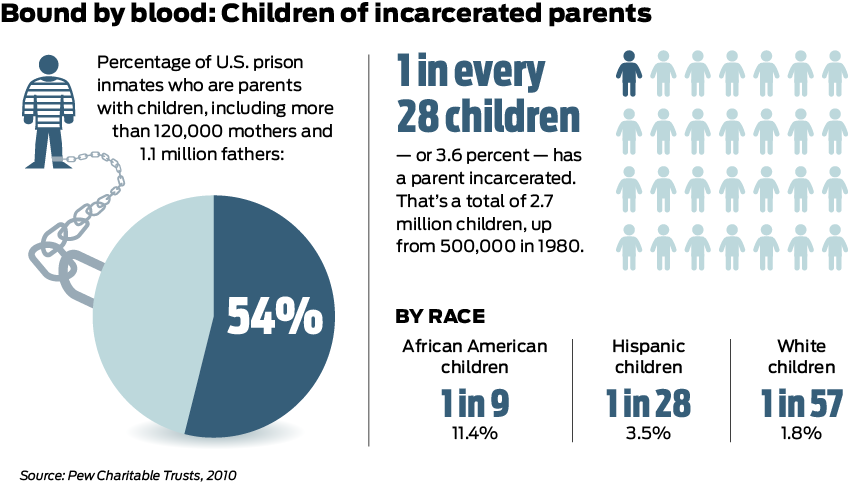 Bound by blood: Children of incarcerated parents
Percentage of U.S. prison
inmates who are parents
with children, including more
than 120,000 mothers and
1.1 million fathers:
54%
1 in every
28 children
— or 3.6 percent — has
a parent incarcerated.
That’s a total of 2.7
million children, up
from 500,000 in 1980.
BY RACE
African American
children
1 in 9
11.4%
Hispanic
children
1 in 28
3.5%
White
children
1 in 57
1.8%
Source: Pew Charitable Trusts, 2010